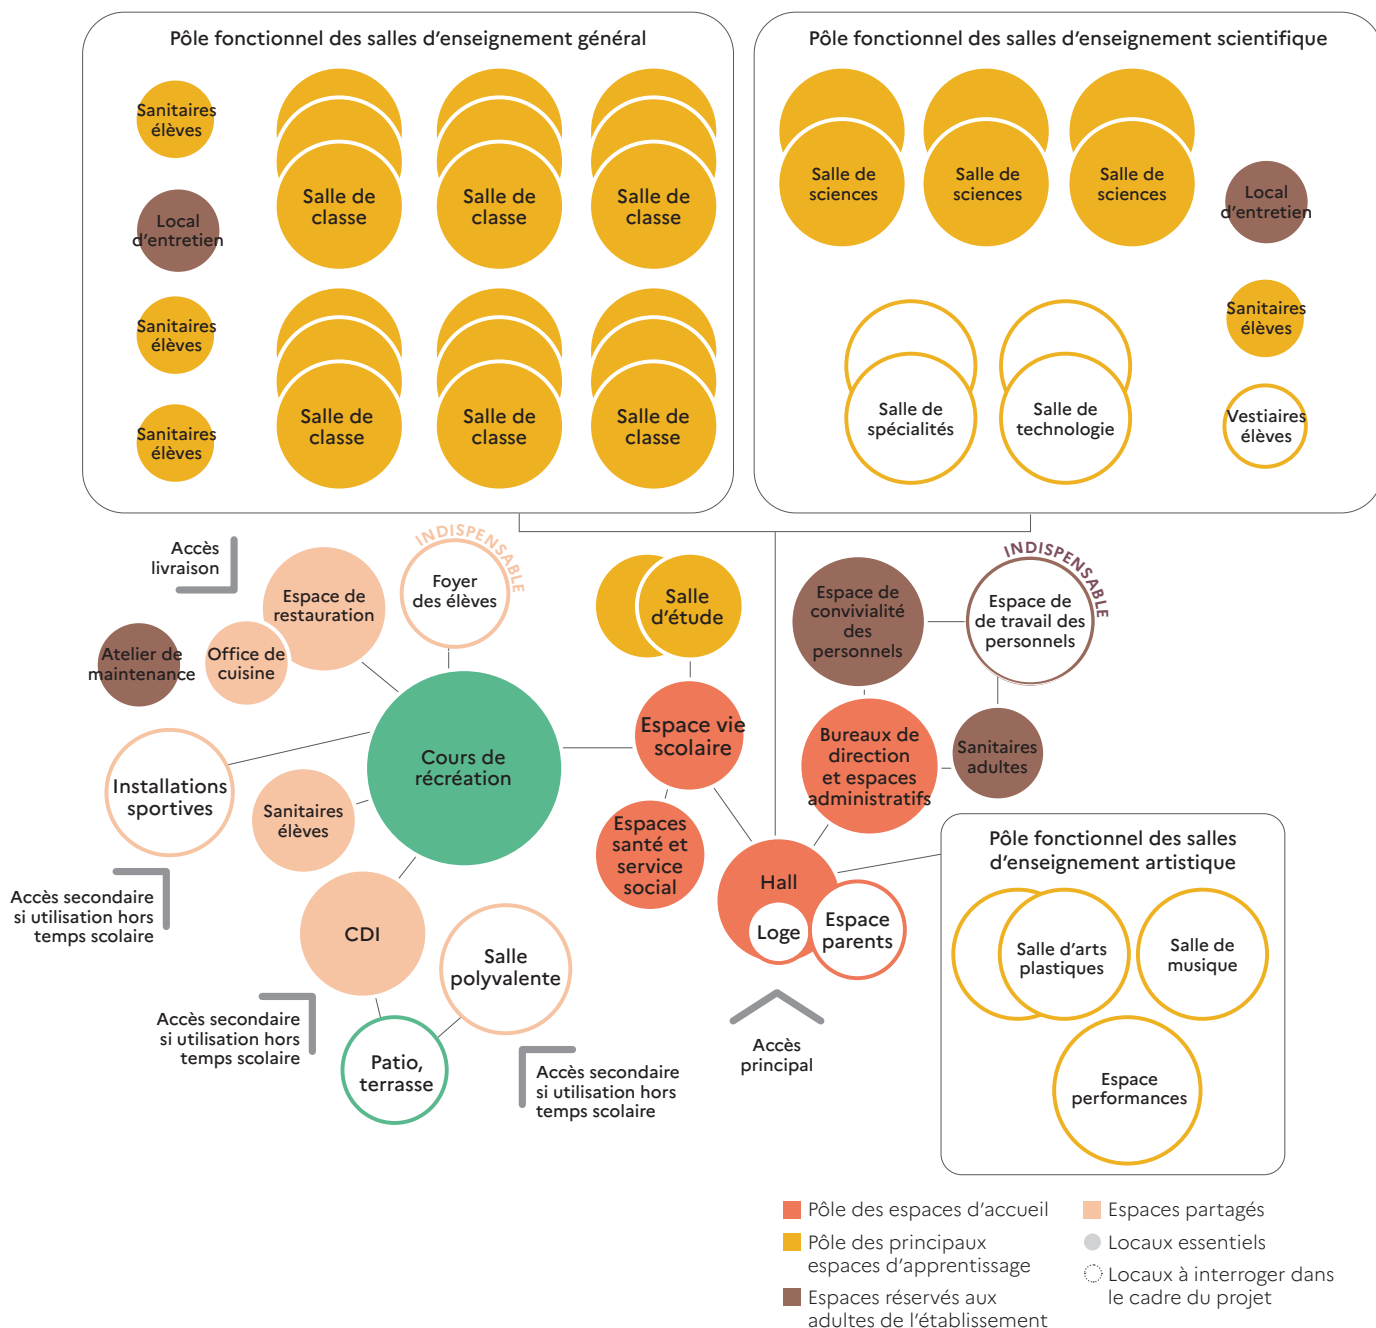 Pôle fonctionnel des salles d'enseignement général
Sanitaires
élèves
Local
d'entretien
Sanitaires
élèves
Sanitaires
élèves
Salle de
classe
Salle de
classe
Salle de
classe
Salle de
classe
Salle de
classe
Salle de
classe
Pôle fonctionnel des salles d'enseignement scientifique
Salle de
sciences
Salle de
sciences
Salle de
sciences
Local
d'entretien
Salle de
spécialités
Salle de
technologie
Sanitaires
élèves
Vestiaires
élèves
Accès
livraison
Espace de
restauration
INDISPENSABLE
Foyer
des élèves
Atelier de
maintenance
Office de
cuisine
Salle
d'étude
Espace de
convivialité
des
personnels
INDISPENSABLE
Espace de
travail des
personnels
Cours de
récréation
Espace vie
scolaire
Bureaux de
direction
et espaces
administratifs
Sanitaires
adultes
Installations
sportives
Sanitaires
élèves
Espaces
santé et
service
social
Accès secondaire
si utilisation hors
temps scolaire
CDI
Salle
polyvalente
Hall
Loge
Espace
parents
Pôle fonctionnel des salles
d'enseignement artistique
Salle d'arts
plastiques
Salle de
musique
Espace
performances
Accès secondaire
si utilisation hors
temps scolaire
Patio,
terrasse
Accès secondaire
si utilisation hors
temps scolaire
Accès
principal
Pôle des espaces d'accueil
Pôle des principaux
espaces d'apprentissage
Espaces réservés aux
adultes de l'établissement
Espaces partagés
Locaux essentiels
Locaux à interroger dans
le cadre du projet